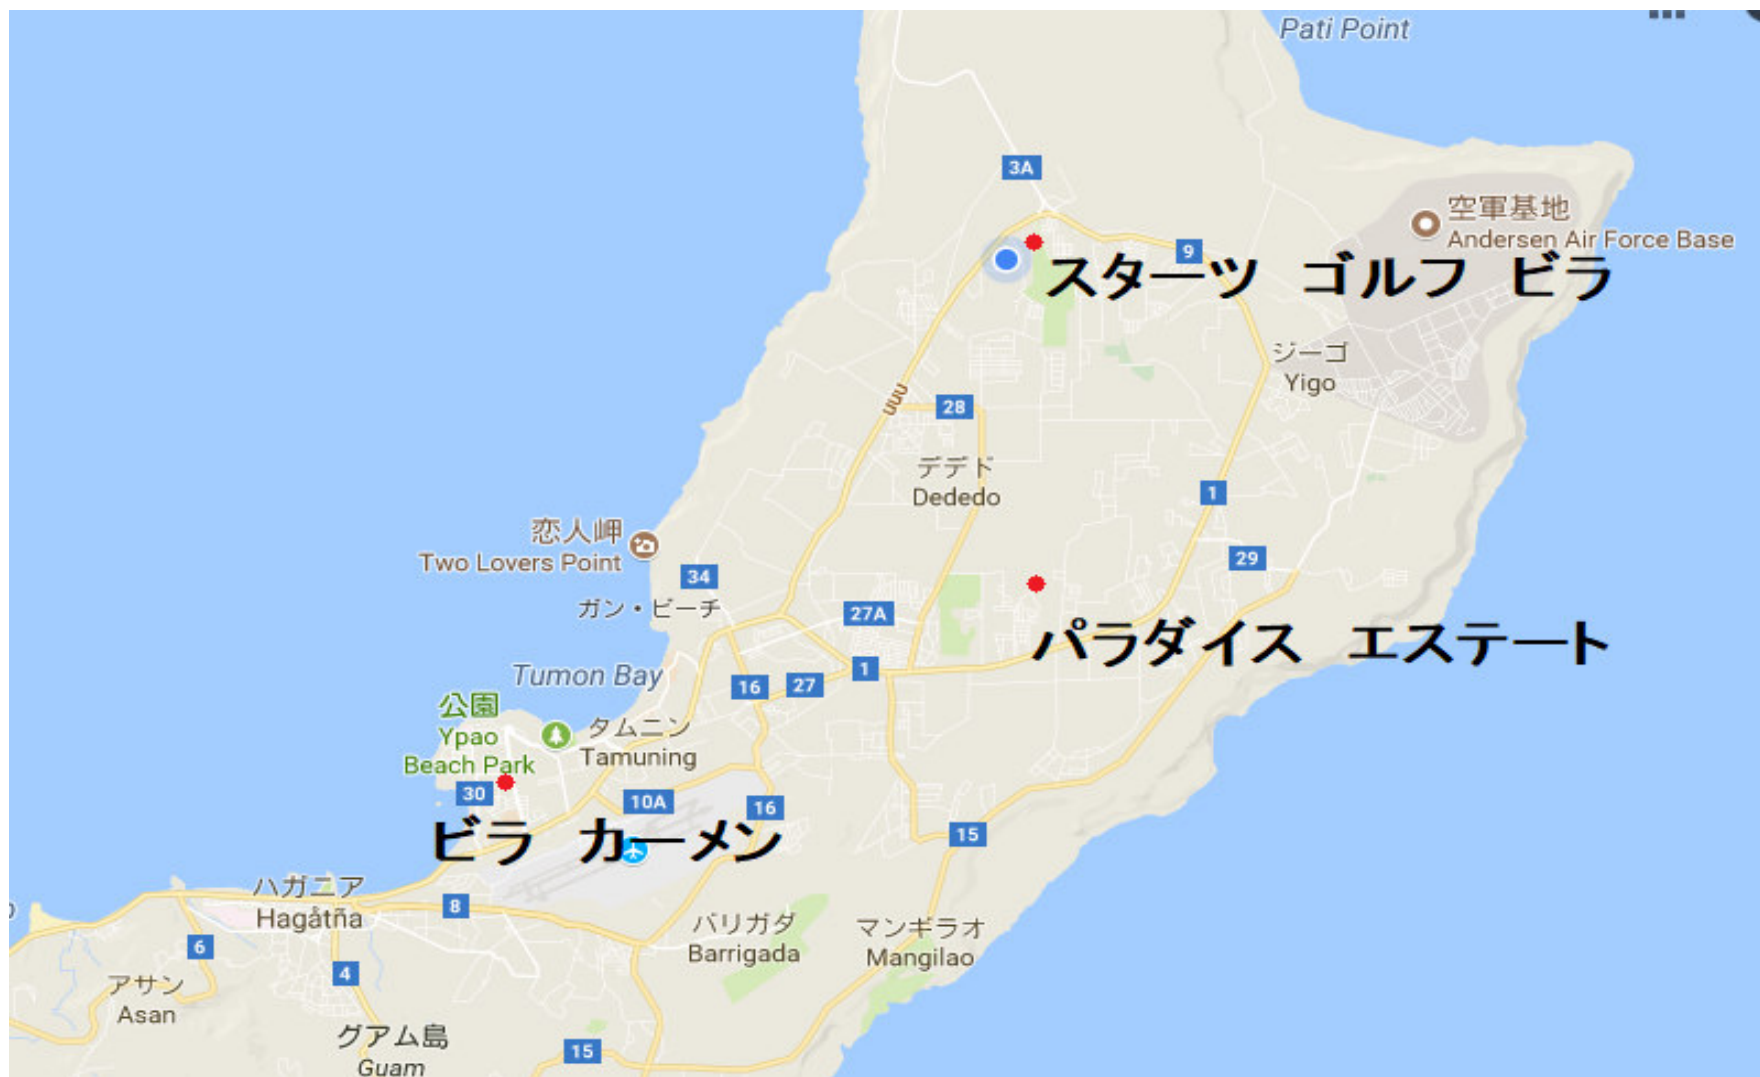 Pati Point
3A
空軍基地
Andersen Air Force Base
9
スターツ ゴルフ ビラ
ジーゴ
Yigo
28
デデド
Dededo
1
恋人岬
Two Lovers Point
29
34
ガン・ビーチ
27A
パラダイス エステート
1
Tumon Bay
16
27
公園
Ypao
Beach Park
タムニン
Tamuning
30
10A
16
ビラ カーメン
15
ハガニア
Hagåtña
8
バリガダ
Barrigada
マンギラオ
Mangilao
6
4
アサン
Asan
グアム島
Guam
15